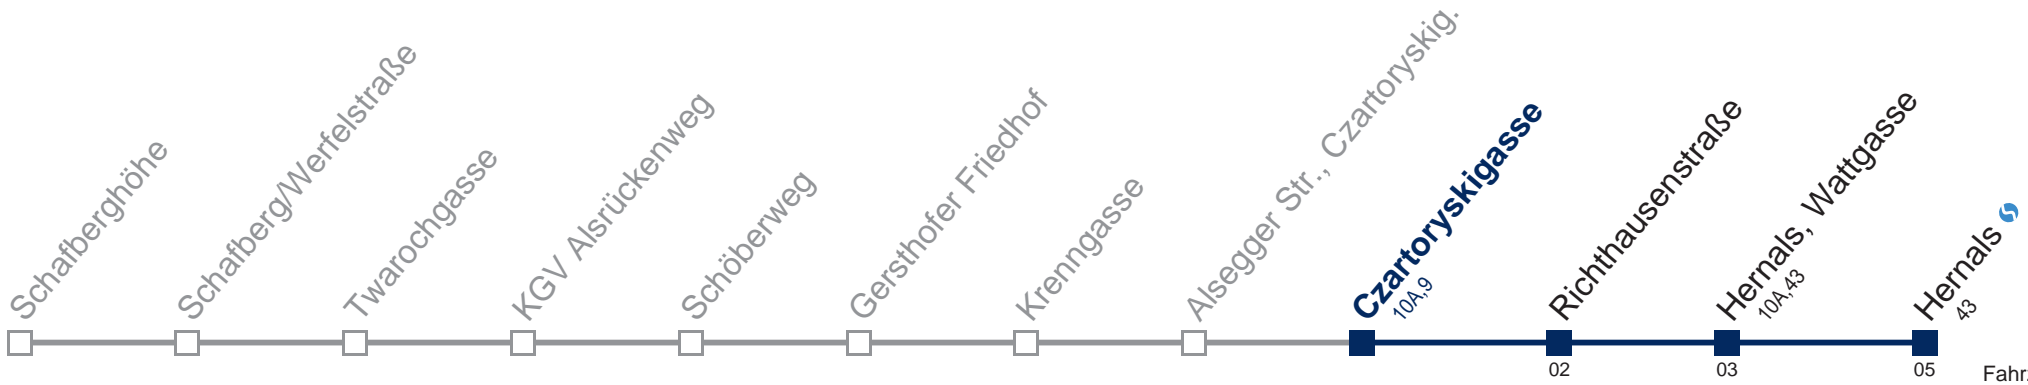 Schafberghöhe
Schafberg/Werfelstraße
Twarochgasse
KGV Alsrückenweg
Schöberweg
Gersthofer Friedhof
Krenngasse
Alsegger Str., Czartoryskig.
Czartoryskigasse
10A,9
Richthausenstraße
Hernals, Wattgasse
10A,43
Hernals
43
02
03
05
Fahr